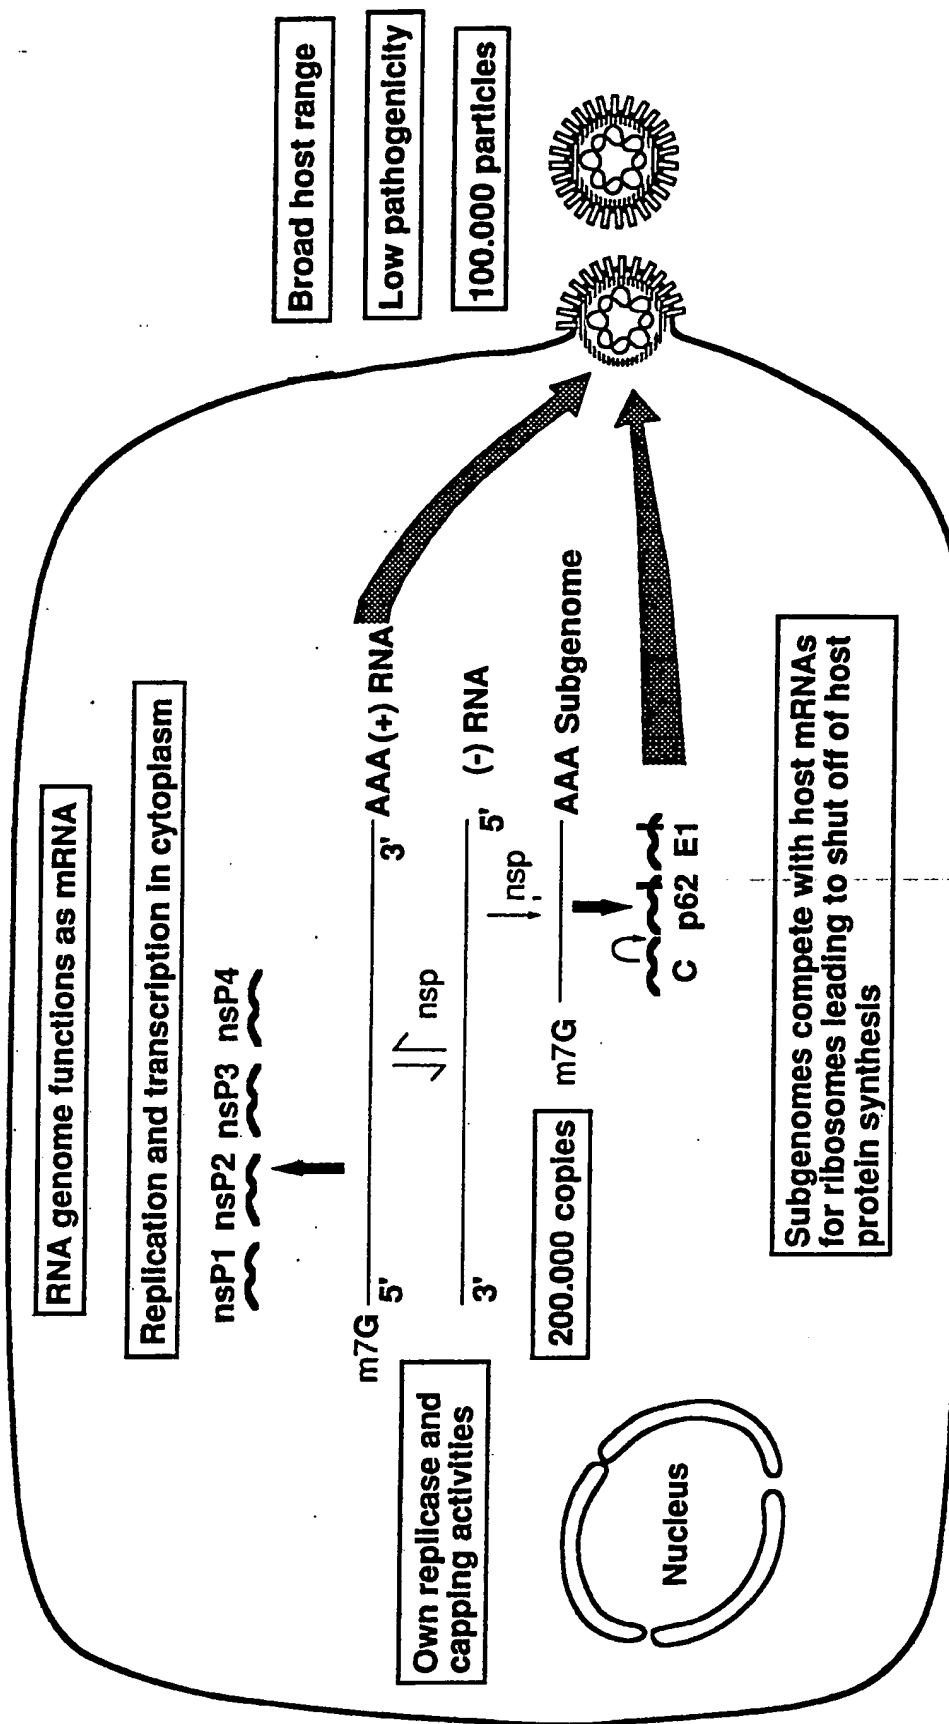 RNA genome functions as mRNA
Replication and transcription in cytoplasm
nsP1 nsP2 nsP3 nsP4
m7G
5'
3'
AAA (+) RNA
nsp
3'
5'
(-) RNA
nsp
Own replicase and
capping activities
200.000 copies
m7G
AAA Subgenome
C p62 E1
Nucleus
Subgenomes compete with host mRNAs
for ribosomes leading to shut off of host
protein synthesis
Broad host range
Low pathogenicity
100.000 particles